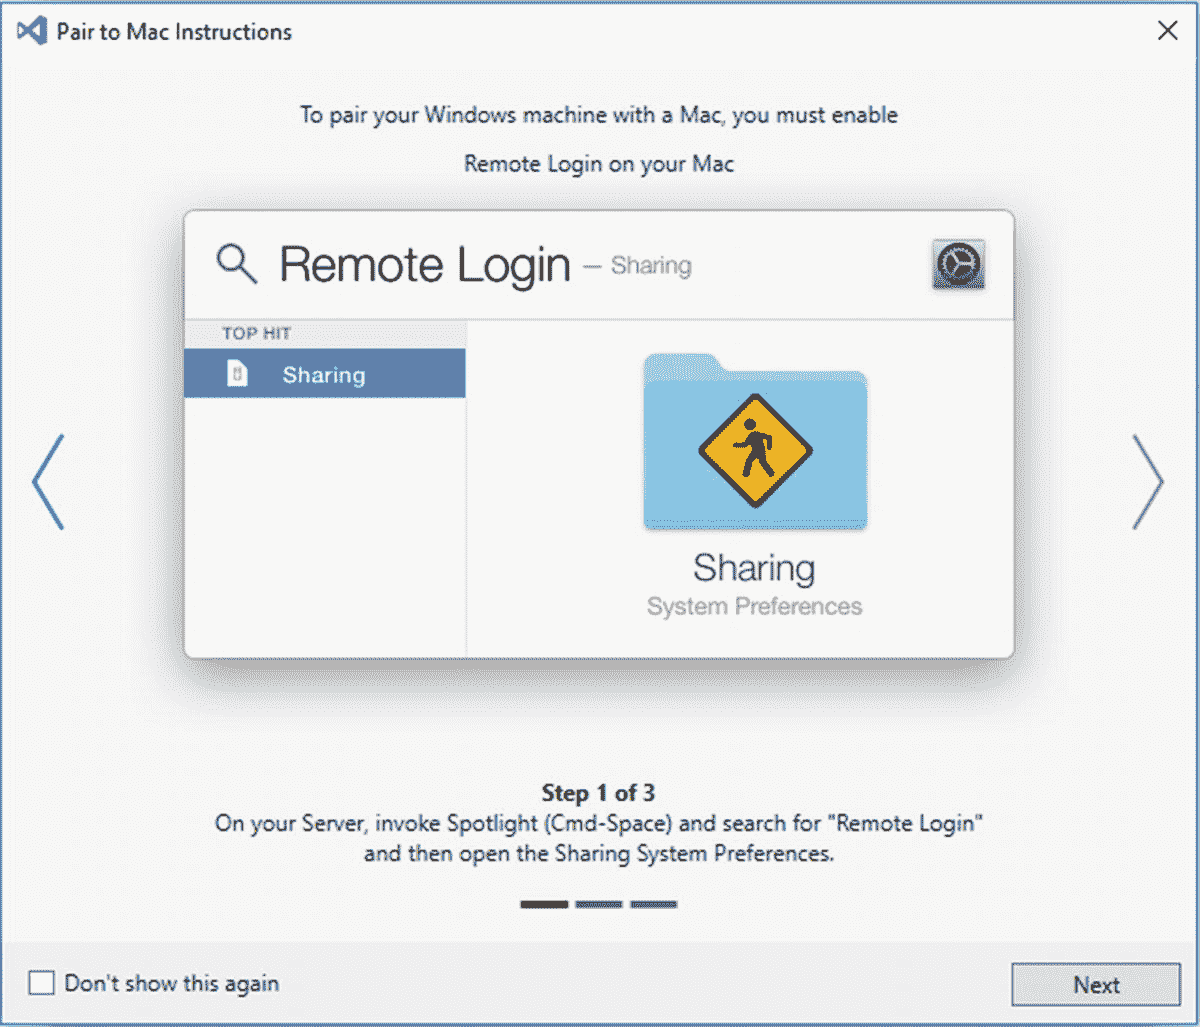 Pair to Mac Instructions
To pair your Windows machine with a Mac, you must enable
Remote Login on your Mac
Remote Login – Sharing
TOP HIT
Sharing
Sharing
System Preferences
Step 1 of 3
On your Server, invoke Spotlight (Cmd-Space) and search for "Remote Login"
and then open the Sharing System Preferences.
Don't show this again
Next